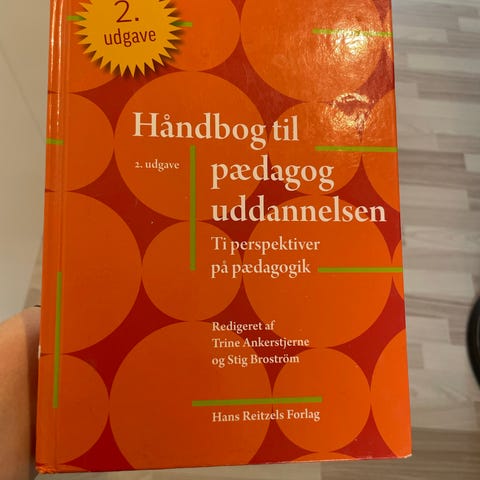 2.
udgave
Håndbog til
2. udgave
pædagog
uddannelsen
Ti perspektiver
på pædagogik
Redigeret af
Trine Ankerstjerne
og Stig Broström
Hans Reitzels Forlag